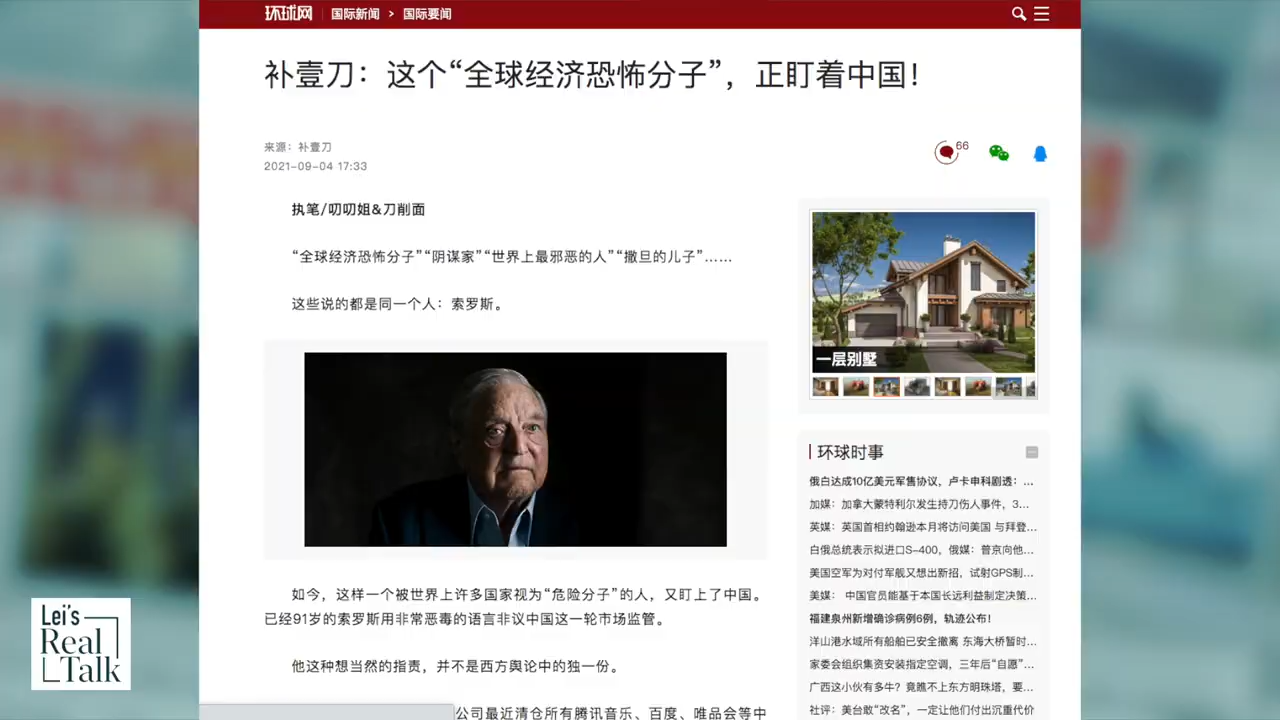 环球网 国际新闻 > 国际要闻
补壹刀：这个“全球经济恐怖分子”，正盯着中国！
来源：补壹刀
2021-09-04 17:33
66
执笔/叨叨姐&刀削面
“全球经济恐怖分子”“阴谋家”“世界上最邪恶的人”“撒旦的儿子”……
这些说的都是同一个人：索罗斯。
如今，这样一个被世界上许多国家视为“危险分子”的人，又盯上了中国。
已经91岁的索罗斯用非常恶毒的语言非议中国这一轮市场监管。
他这种想当然的指责，并不是西方舆论中的独一份。
公司最近清仓所有腾讯音乐、百度、唯品会等中
一层别墅
环球时事
俄白达成10亿美元军售协议，卢卡申科剧透：...
加媒：加拿大蒙特利尔发生持刀伤人事件，3...
英媒：英国首相约翰逊本月将访问美国 与拜登...
白俄总统表示拟进口S-400，俄媒：普京向他...
美国空军为对付军舰又想出新招，试射GPS制...
美媒： 中国官员能基于本国长远利益制定决策...
福建泉州新增确诊病例6例，轨迹公布！
洋山港水域所有船舶已安全撤离 东海大桥暂时...
家委会组织集资安装指定空调，三年后“自愿”...
广西这小伙有多牛？竟瞧不上东方明珠塔，要...
社评：美台敢“改名”，一定让他们付出沉重代价
Lei's
Real
Talk